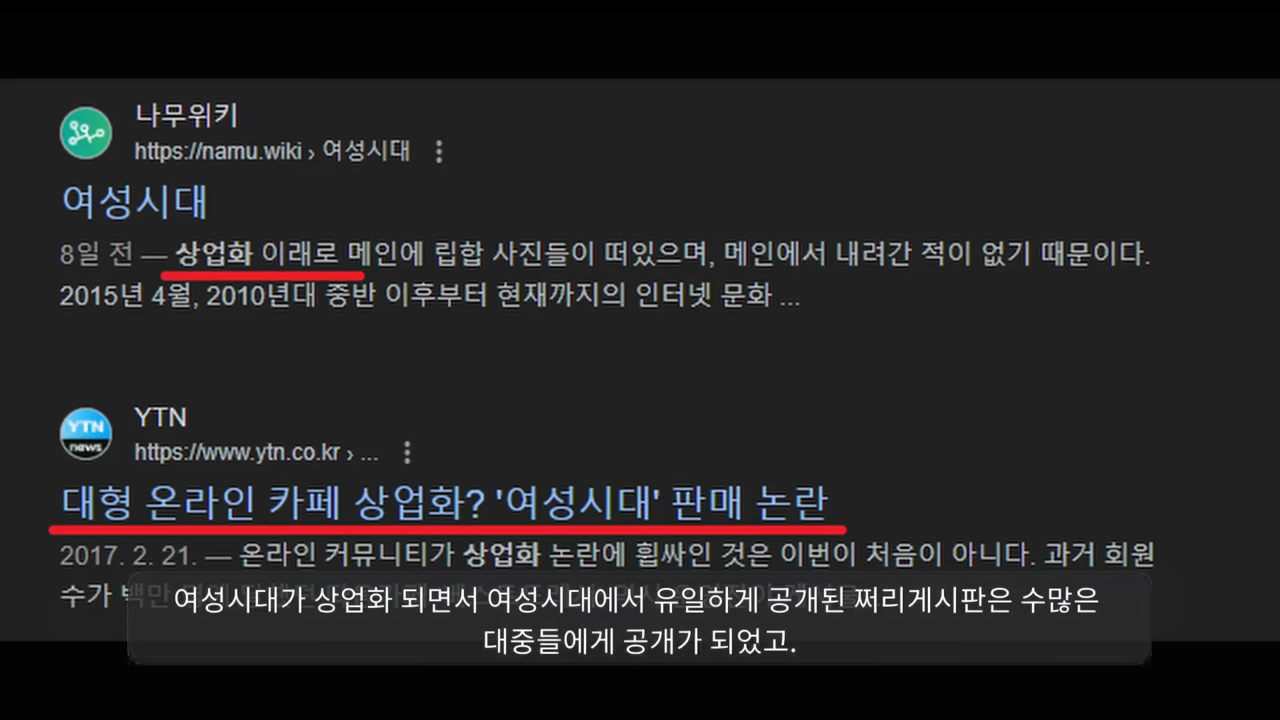 나무위키
https://namu.wiki › 여성시대
여성시대
8일 전 — 상업화 이래로 메인에 립합 사진들이 떠있으며, 메인에서 내려간 적이 없기 때문이다.
2015년 4월, 2010년대 중반 이후부터 현재까지의 인터넷 문화 ...
YTN
YTN
news
https://www.ytn.co.kr › ...
대형 온라인 카페 상업화? '여성시대' 판매 논란
2017. 2. 21. — 온라인 커뮤니티가 상업화 논란에 휩싸인 것은 이번이 처음이 아니다. 과거 회원
수가
여성시대가 상업화 되면서 여성시대에서 유일하게 공개된 쩌리게시판은 수많은
대중들에게 공개가 되었고.